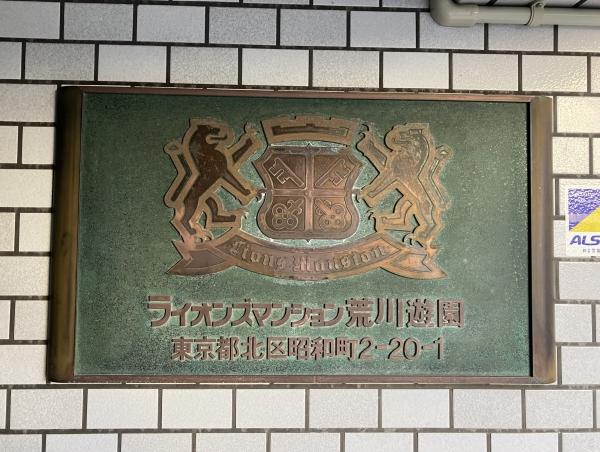 Lions Mansion
ライオンズマンション荒川遊園
東京都北区昭和町2-20-1
ALS